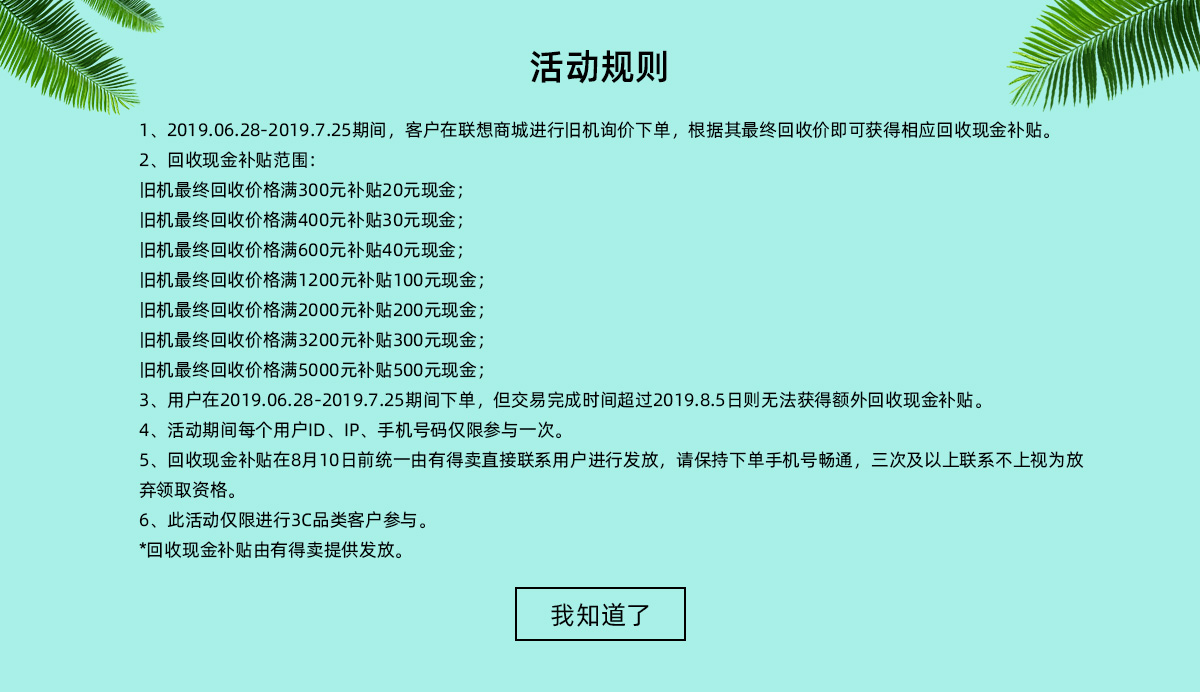 活动规则
1、2019.06.28-2019.7.25期间，客户在联想商城进行旧机询价下单，根据其最终回收价即可获得相应回收现金补贴。
2、回收现金补贴范围：
旧机最终回收价格满300元补贴20元现金；
旧机最终回收价格满400元补贴30元现金；
旧机最终回收价格满600元补贴40元现金；
旧机最终回收价格满1200元补贴100元现金；
旧机最终回收价格满2000元补贴200元现金；
旧机最终回收价格满3200元补贴300元现金；
旧机最终回收价格满5000元补贴500元现金；
3、用户在2019.06.28-2019.7.25期间下单，但交易完成时间超过2019.8.5日则无法获得额外回收现金补贴。
4、活动期间每个用户ID、IP、手机号码仅限参与一次。
5、回收现金补贴在8月10日前统一由有得卖直接联系用户进行发放，请保持下单手机号畅通，三次及以上联系不上视为放
弃领取资格。
6、此活动仅限进行3C品类客户参与。
*回收现金补贴由有得卖提供发放。
我知道了